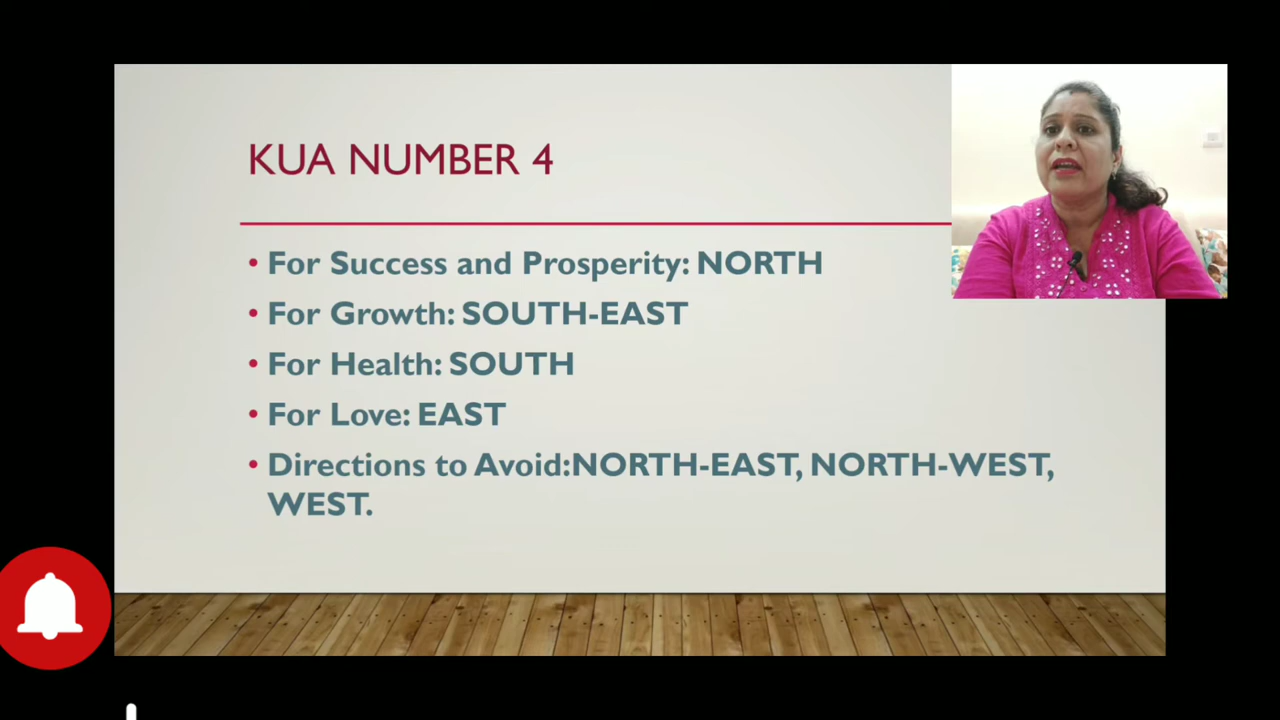 KUA NUMBER 4
• For Success and Prosperity: NORTH
• For Growth: SOUTH-EAST
• For Health: SOUTH
• For Love: EAST
• Directions to Avoid:NORTH-EAST, NORTH-WEST,
WEST.